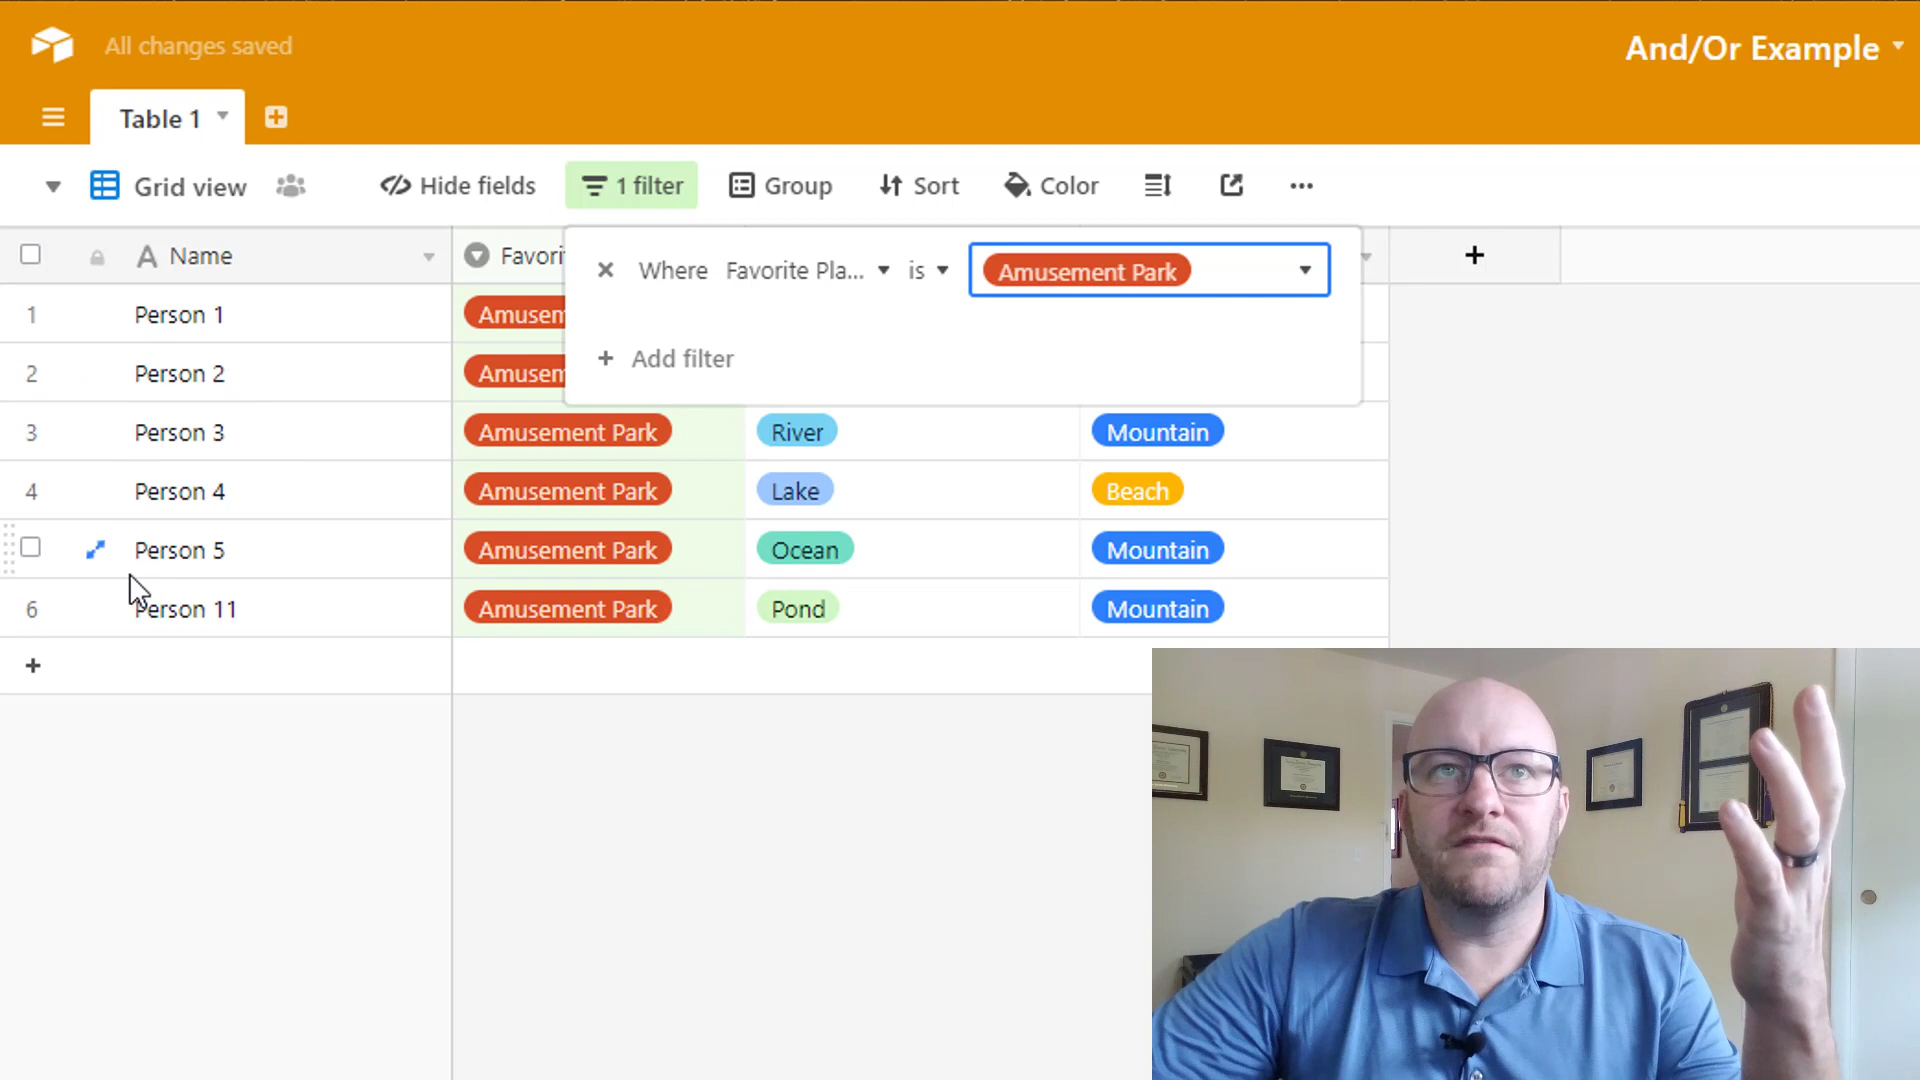 All changes saved
And/Or Example
Table 1
Grid view
Hide fields
1 filter
Group
Sort
Color
Name
Favori
Where Favorite Pla... is Amusement Park
Add filter
1 Person 1 Amusem
2 Person 2 Amusem
3 Person 3 Amusement Park River Mountain
4 Person 4 Amusement Park Lake Beach
Person 5 Amusement Park Ocean Mountain
6 Person 11 Amusement Park Pond Mountain